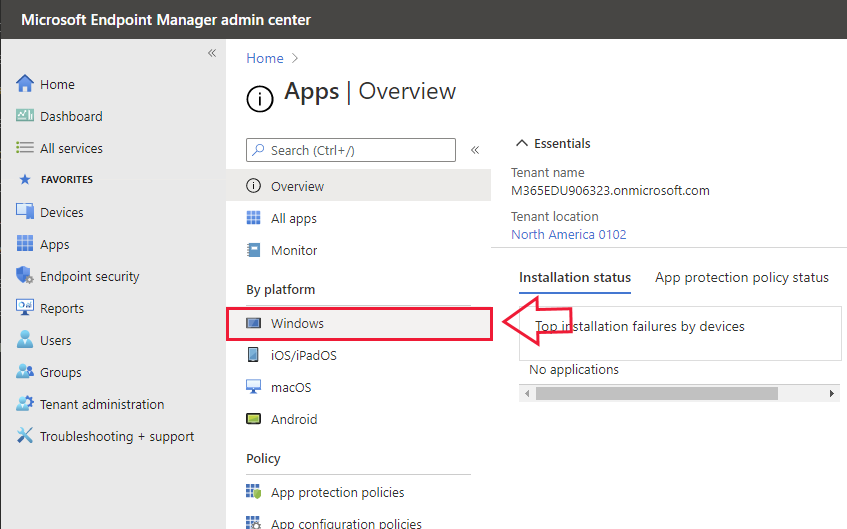 Microsoft Endpoint Manager admin center
Home
Dashboard
All services
FAVORITES
Devices
Apps
Endpoint security
Reports
Users
Groups
Tenant administration
Troubleshooting + support
Home
Apps | Overview
Search (Ctrl+/)
Overview
All apps
Monitor
By platform
Windows
iOS/iPadOS
macOS
Android
Policy
App protection policies
App configuration policies
Essentials
Tenant name
M365EDU906323.onmicrosoft.com
Tenant location
North America 0102
Installation status App protection policy status
Top installation failures by devices
No applications